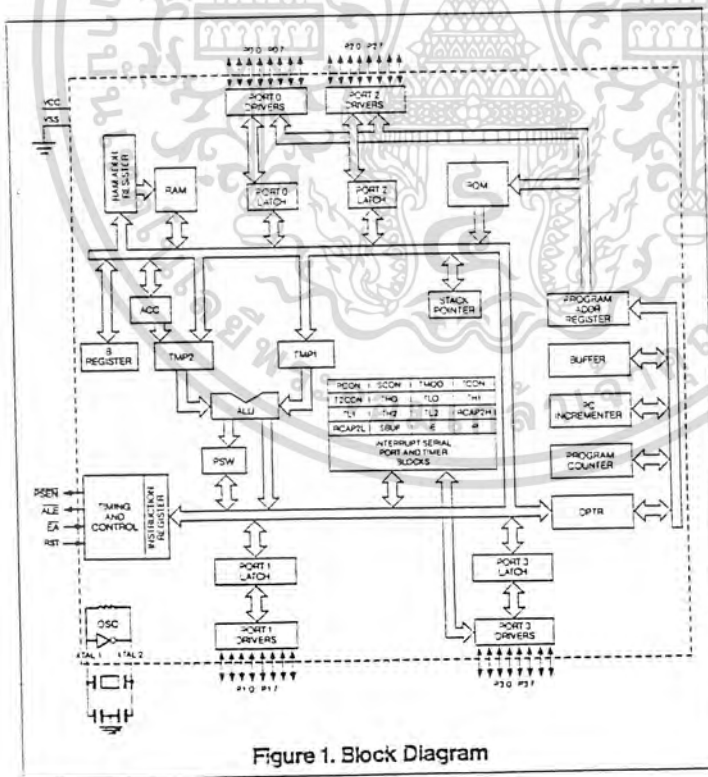 P0.0 P0.7
P2.0 P2.7
PORT 0
DRIVERS
PORT 2
DRIVERS
VCC
VSS
RAM ADDR
REGISTER
RAM
PORT 0
LATCH
PORT 2
LATCH
ROM
ACC
STACK
POINTER
PROGRAM
ADDR
REGISTER
B
REGISTER
TMP2
TMP1
BUFFER
ALU
PCON SCON TMOD TCON
T2CON TH0 TL0 TH1
TL1 TH2 TL2 RCAP2H
RCAP2L SBUF IE IP
INTERRUPT SERIAL
PORT AND TIMER
BLOCKS
PC
INCREMENTER
PSW
PROGRAM
COUNTER
PSEN
ALE
EA
RST
TIMING
AND
CONTROL
INSTRUCTION
REGISTER
DPTR
PORT 1
LATCH
PORT 3
LATCH
OSC
XTAL 1 XTAL 2
PORT 1
DRIVERS
PORT 3
DRIVERS
P1.0 P1.7
P3.0 P3.7
Figure 1. Block Diagram